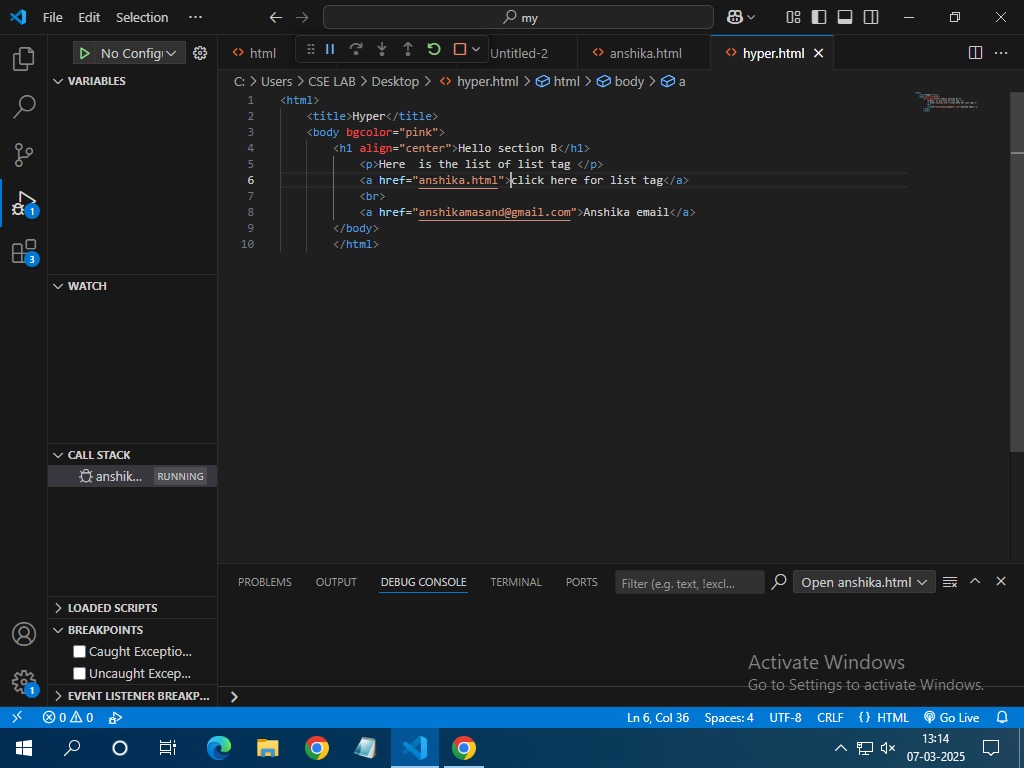 File Edit Selection ···
my
No Config
html
Untitled-2
anshika.html
hyper.html
VARIABLES
C: > Users > CSE LAB > Desktop > hyper.html > html > body > a
1 <html>
2 <title>Hyper</title>
3 <body bgcolor="pink">
4 <h1 align="center">Hello section B</h1>
5 <p>Here  is the list of list tag </p>
6 <a href="anshika.html">click here for list tag</a>
7 <br>
8 <a href="anshikamasand@gmail.com">Anshika email</a>
9 </body>
10 </html>
1
3
WATCH
CALL STACK
anshik... RUNNING
LOADED SCRIPTS
BREAKPOINTS
Caught Exceptio...
Uncaught Excep...
EVENT LISTENER BREAKP...
1
PROBLEMS OUTPUT DEBUG CONSOLE TERMINAL PORTS
Filter (e.g. text, !excl...
Open anshika.html
Activate Windows
Go to Settings to activate Windows.
0 0
Ln 6, Col 36 Spaces: 4 UTF-8 CRLF {} HTML Go Live
13:14
07-03-2025